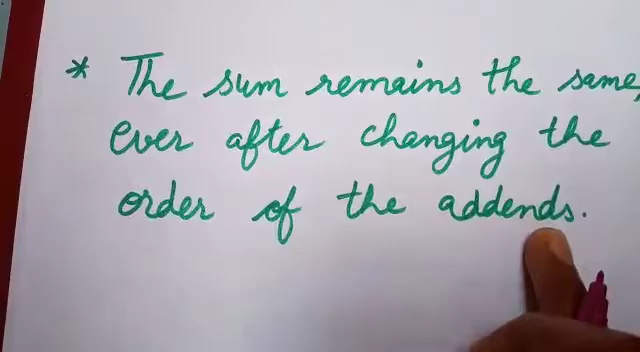 * The sum remains the same,
ever after changing the
order of the addends.